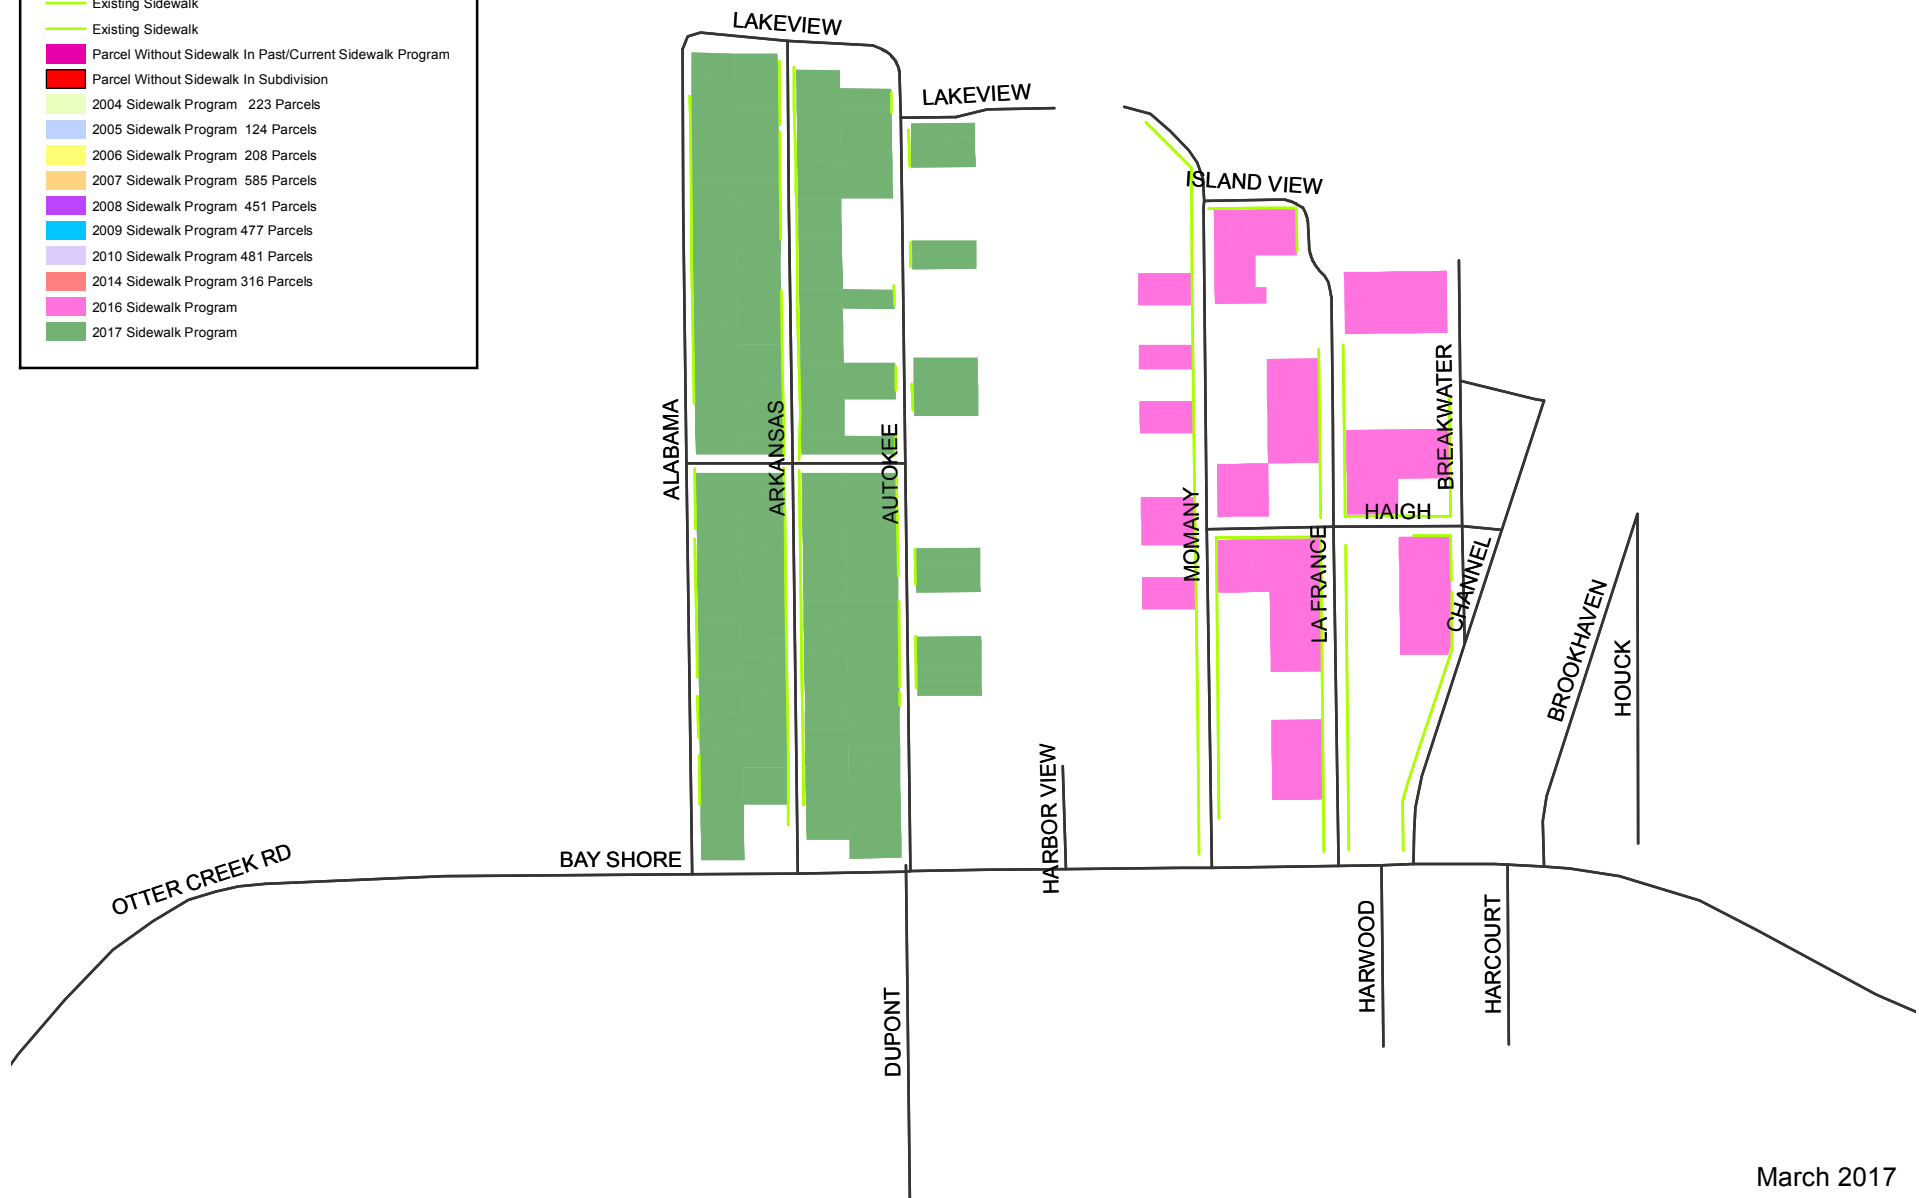 Existing Sidewalk
Existing Sidewalk
Parcel Without Sidewalk In Past/Current Sidewalk Program
Parcel Without Sidewalk In Subdivision
2004 Sidewalk Program 223 Parcels
2005 Sidewalk Program 124 Parcels
2006 Sidewalk Program 208 Parcels
2007 Sidewalk Program 585 Parcels
2008 Sidewalk Program 451 Parcels
2009 Sidewalk Program 477 Parcels
2010 Sidewalk Program 481 Parcels
2014 Sidewalk Program 316 Parcels
2016 Sidewalk Program
2017 Sidewalk Program
LAKEVIEW
LAKEVIEW
ISLAND VIEW
ALABAMA
ARKANSAS
AUTOKEE
MOMANY
LA FRANCE
BREAKWATER
HAIGH
CHANNEL
BROOKHAVEN
HOUCK
HARBOR VIEW
BAY SHORE
OTTER CREEK RD
DUPONT
HARWOOD
HARCOURT
March 2017